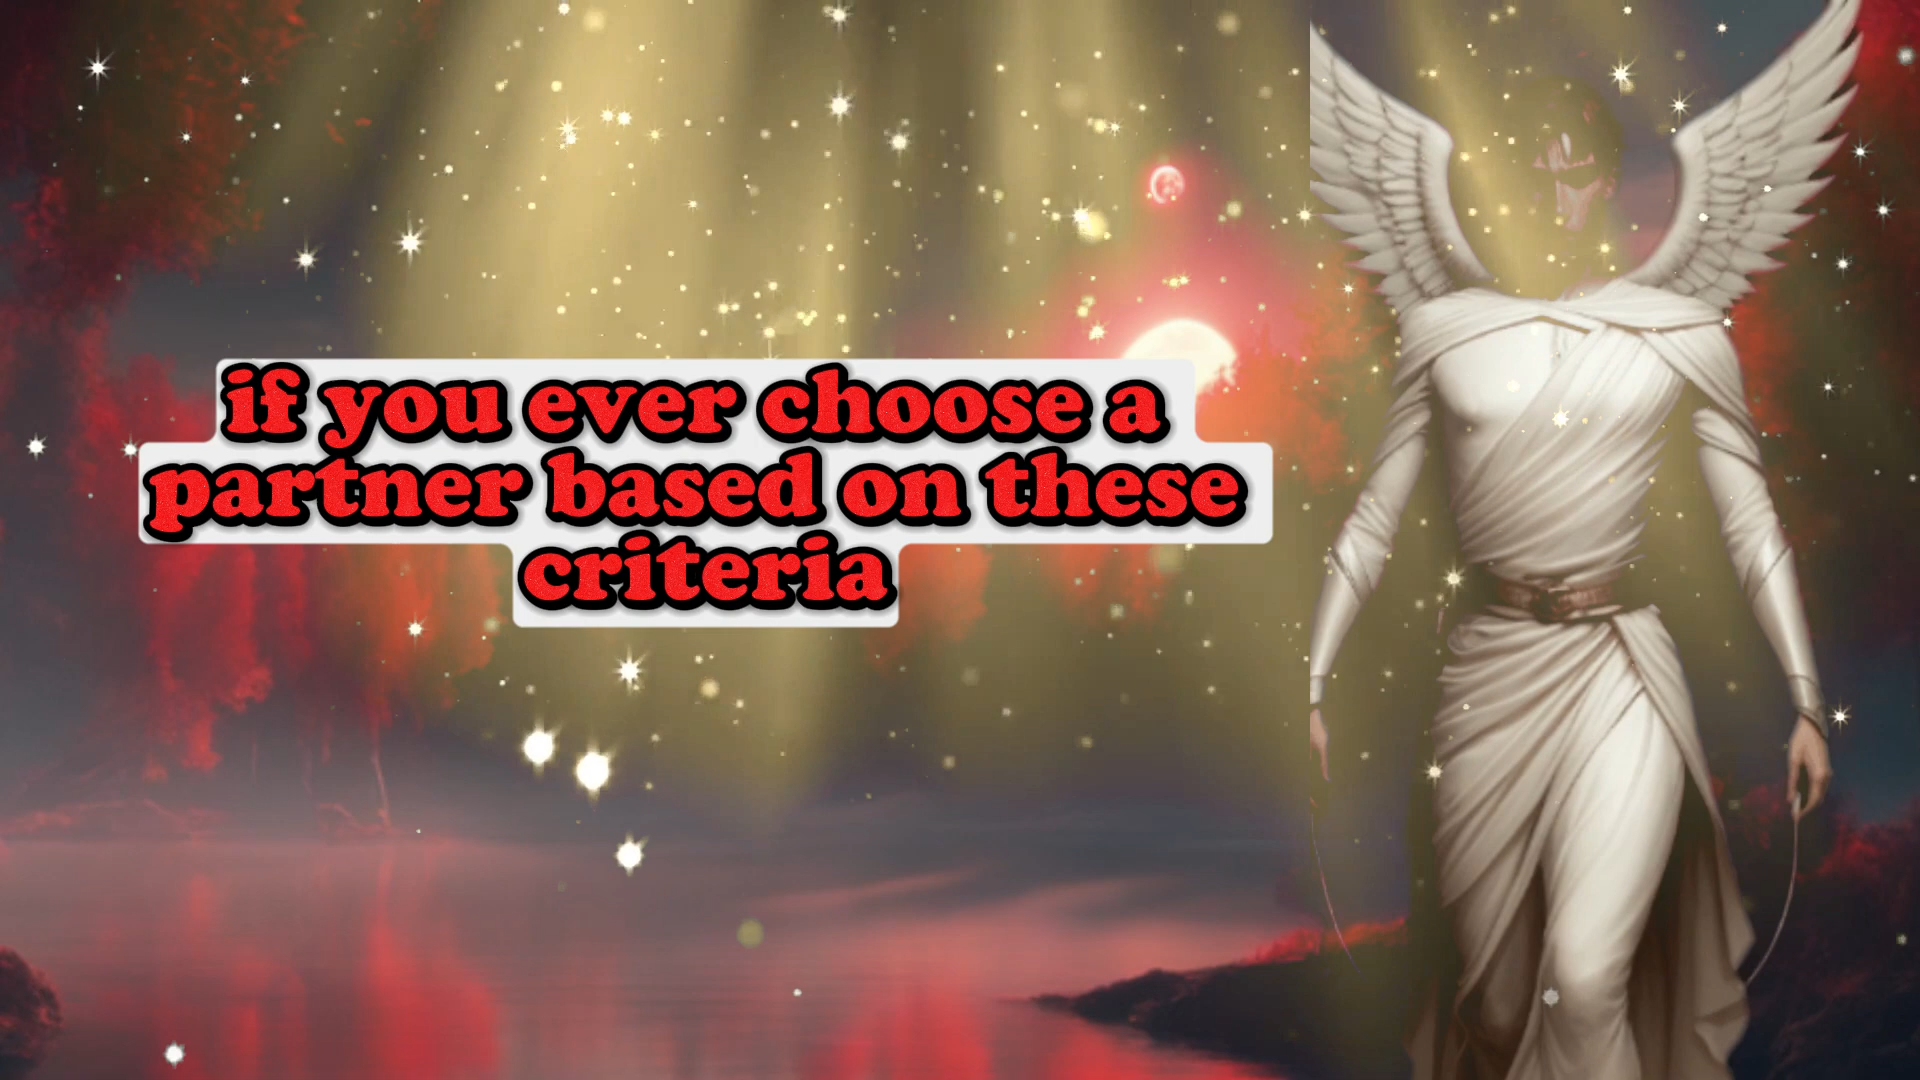 if you ever choose a
partner based on these
criteria